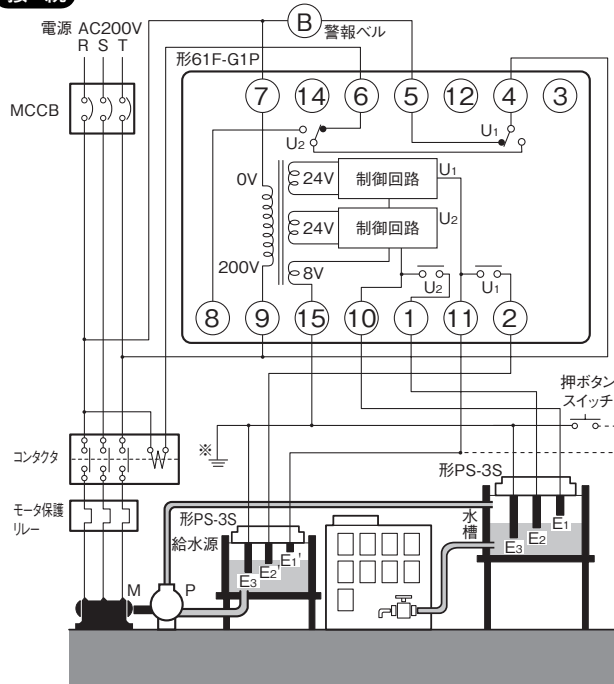 接 続
電源 AC200V
R S T
B
警報ベル
形61F-G1P
MCCB
7 14 6 5 12 4 3
U2
U1
0V
24V
制御回路
U1
24V
制御回路
U2
200V
8V
U2
U1
8 9 15 10 1 11 2
押ボタン
スイッチ
コンタクタ
※
形PS-3S
モータ保護
リレー
形PS-3S
給水源
水槽
E1
E2
E3
E1'
E2'
E3
M
P